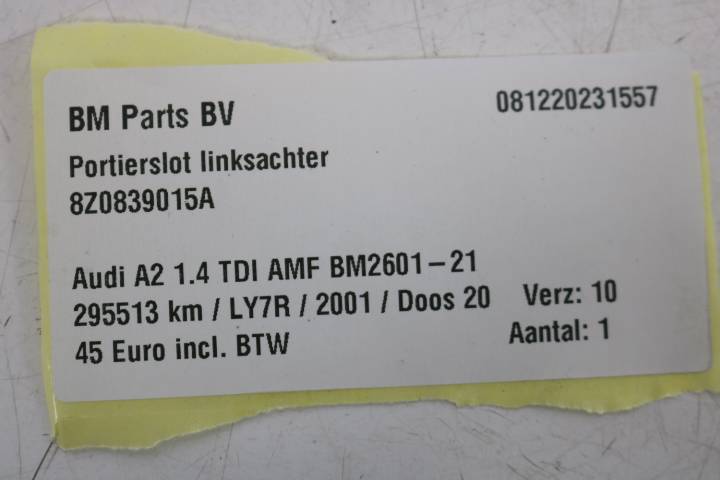 BM Parts BV 081220231557
Portierslot linksachter
8Z0839015A
Audi A2 1.4 TDI AMF BM2601-21
295513 km / LY7R / 2001 / Doos 20 Verz: 10
45 Euro incl. BTW Aantal: 1